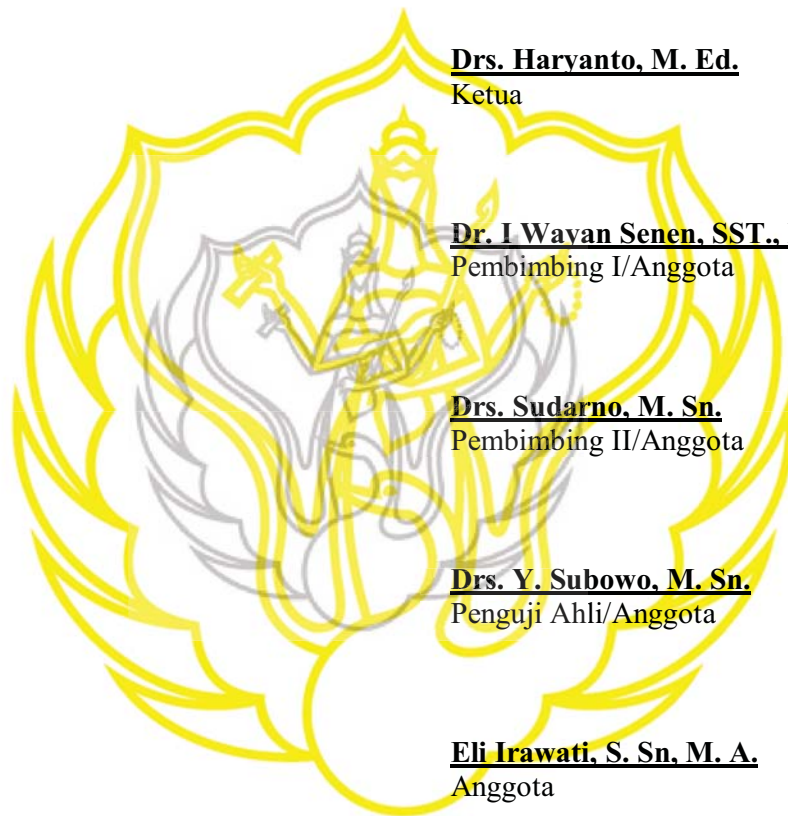 Drs. Haryanto, M. Ed.
Ketua
Dr. I Wayan Senen, SST.,
Pembimbing I/Anggota
Drs. Sudarno, M. Sn.
Pembimbing II/Anggota
Drs. Y. Subowo, M. Sn.
Penguji Ahli/Anggota
Eli Irawati, S. Sn, M. A.
Anggota